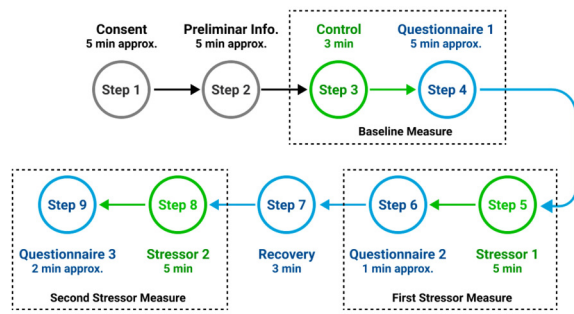 Consent
5 min approx.
Preliminar Info.
5 min approx.
Control
3 min
Questionnaire 1
5 min approx.
Step 1
Step 2
Step 3
Step 4
Baseline Measure
Step 9
Step 8
Step 7
Step 6
Step 5
Questionnaire 3
2 min approx.
Stressor 2
5 min
Recovery
3 min
Questionnaire 2
1 min approx.
Stressor 1
5 min
Second Stressor Measure
First Stressor Measure